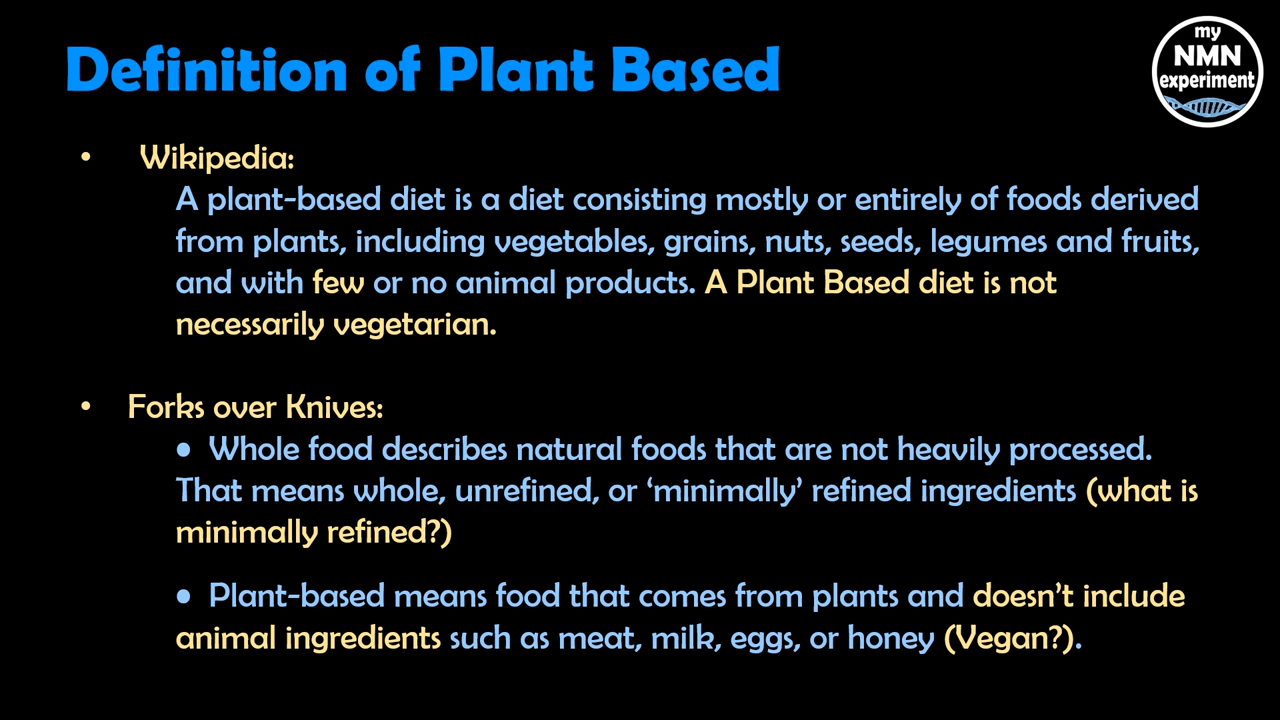 Definition of Plant Based
my
NMN
experiment
• Wikipedia:
A plant-based diet is a diet consisting mostly or entirely of foods derived
from plants, including vegetables, grains, nuts, seeds, legumes and fruits,
and with few or no animal products. A Plant Based diet is not
necessarily vegetarian.
• Forks over Knives:
• Whole food describes natural foods that are not heavily processed.
That means whole, unrefined, or ‘minimally’ refined ingredients (what is
minimally refined?)
• Plant-based means food that comes from plants and doesn’t include
animal ingredients such as meat, milk, eggs, or honey (Vegan?).